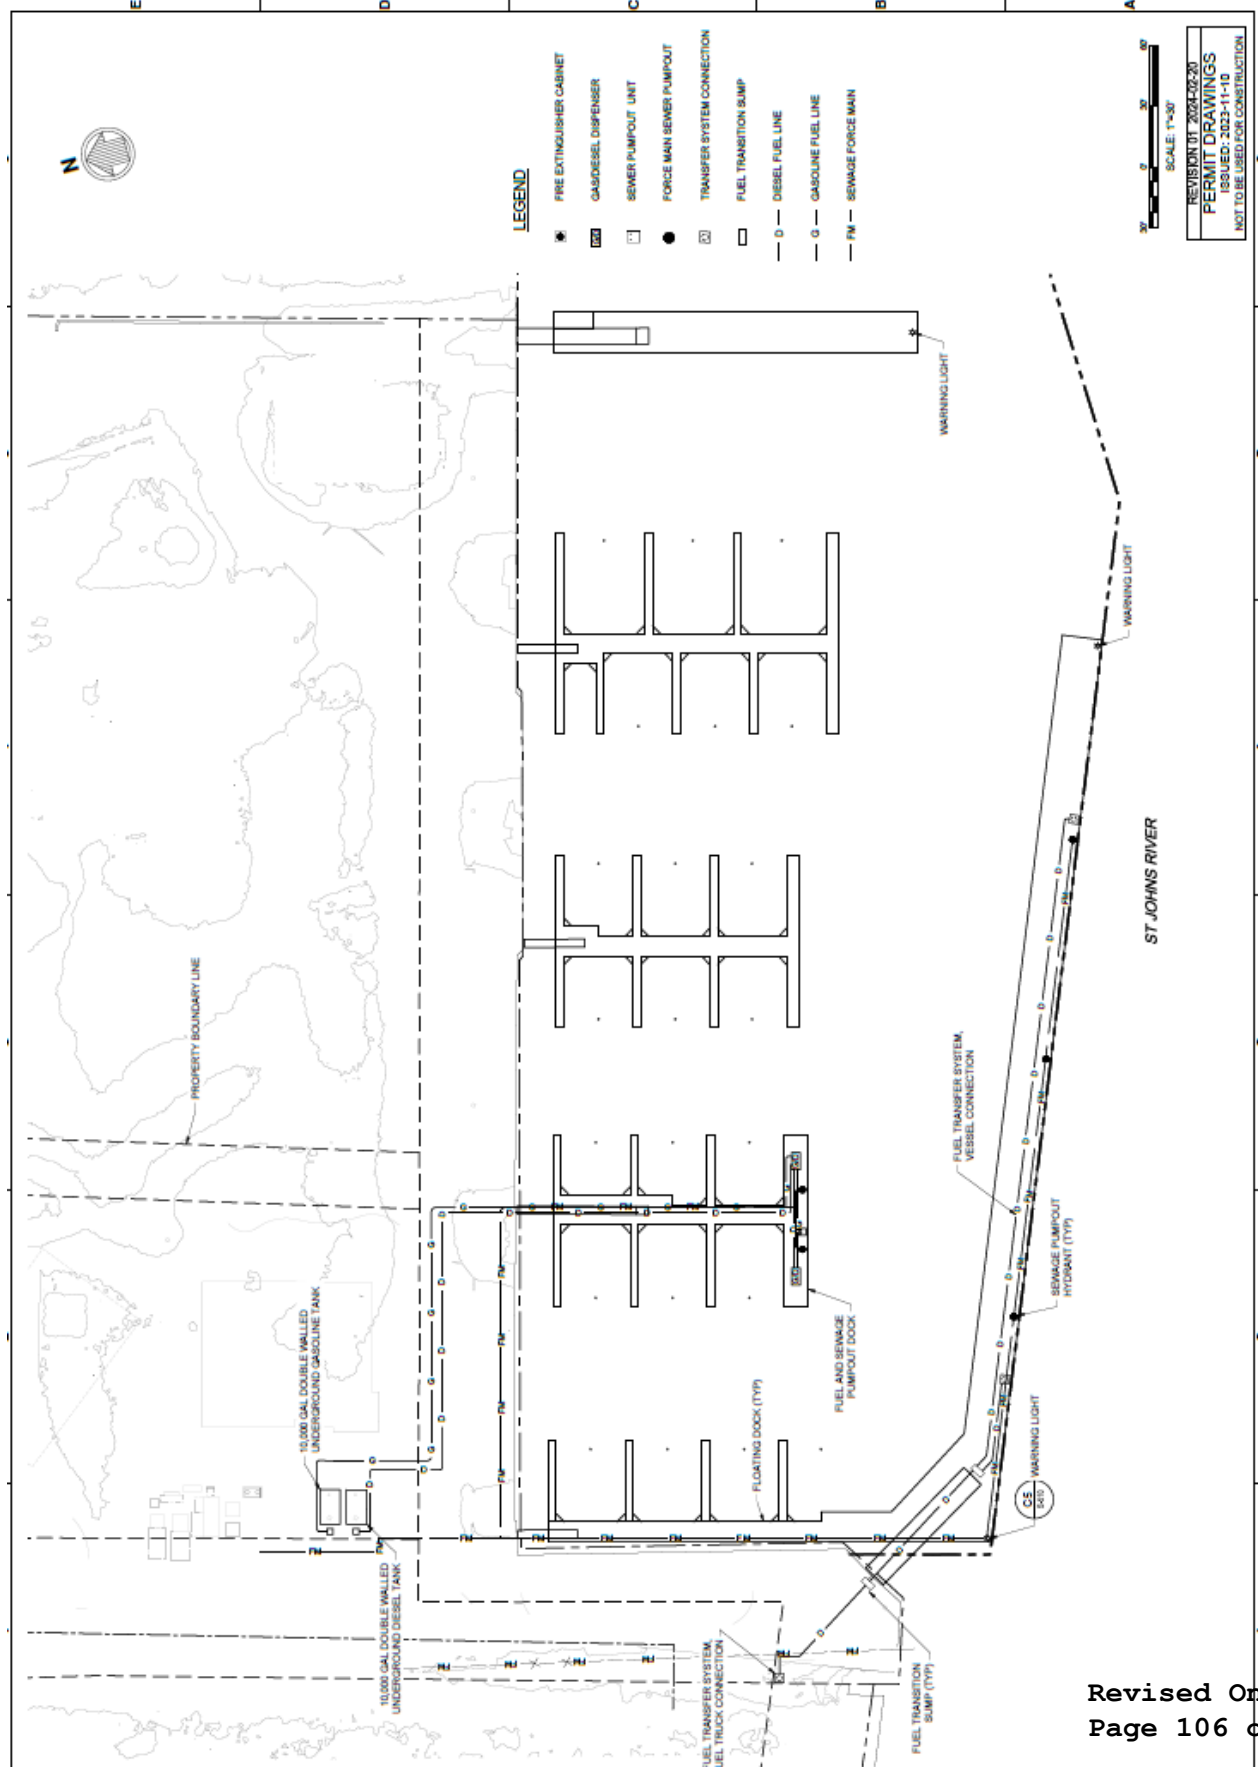 E
D
C
B
A
N
LEGEND
FIRE EXTINGUISHER CABINET
GAS/DIESEL DISPENSER
SEWER PUMPOUT UNIT
FORCE MAIN SEWER PUMPOUT
TRANSFER SYSTEM CONNECTION
FUEL TRANSITION SUMP
D DIESEL FUEL LINE
G GASOLINE FUEL LINE
FM SEWAGE FORCE MAIN
30' 0' 30' 60'
SCALE: 1"=30'
REVISION 01 2024-02-20
PERMIT DRAWINGS
ISSUED: 2023-11-10
NOT TO BE USED FOR CONSTRUCTION
WARNING LIGHT
WARNING LIGHT
ST JOHNS RIVER
PROPERTY BOUNDARY LINE
FUEL TRANSFER SYSTEM,
VESSEL CONNECTION
SEWAGE PUMPOUT
HYDRANT (TYP)
10,000 GAL DOUBLE WALLED
UNDERGROUND GASOLINE TANK
FUEL AND SEWAGE
PUMPOUT DOCK
FLOATING DOCK (TYP)
C5
WARNING LIGHT
10,000 GAL DOUBLE WALLED
UNDERGROUND DIESEL TANK
FUEL TRANSFER SYSTEM,
FUEL TRUCK CONNECTION
FUEL TRANSITION
SUMP (TYP)
Revised On
Page 106 o